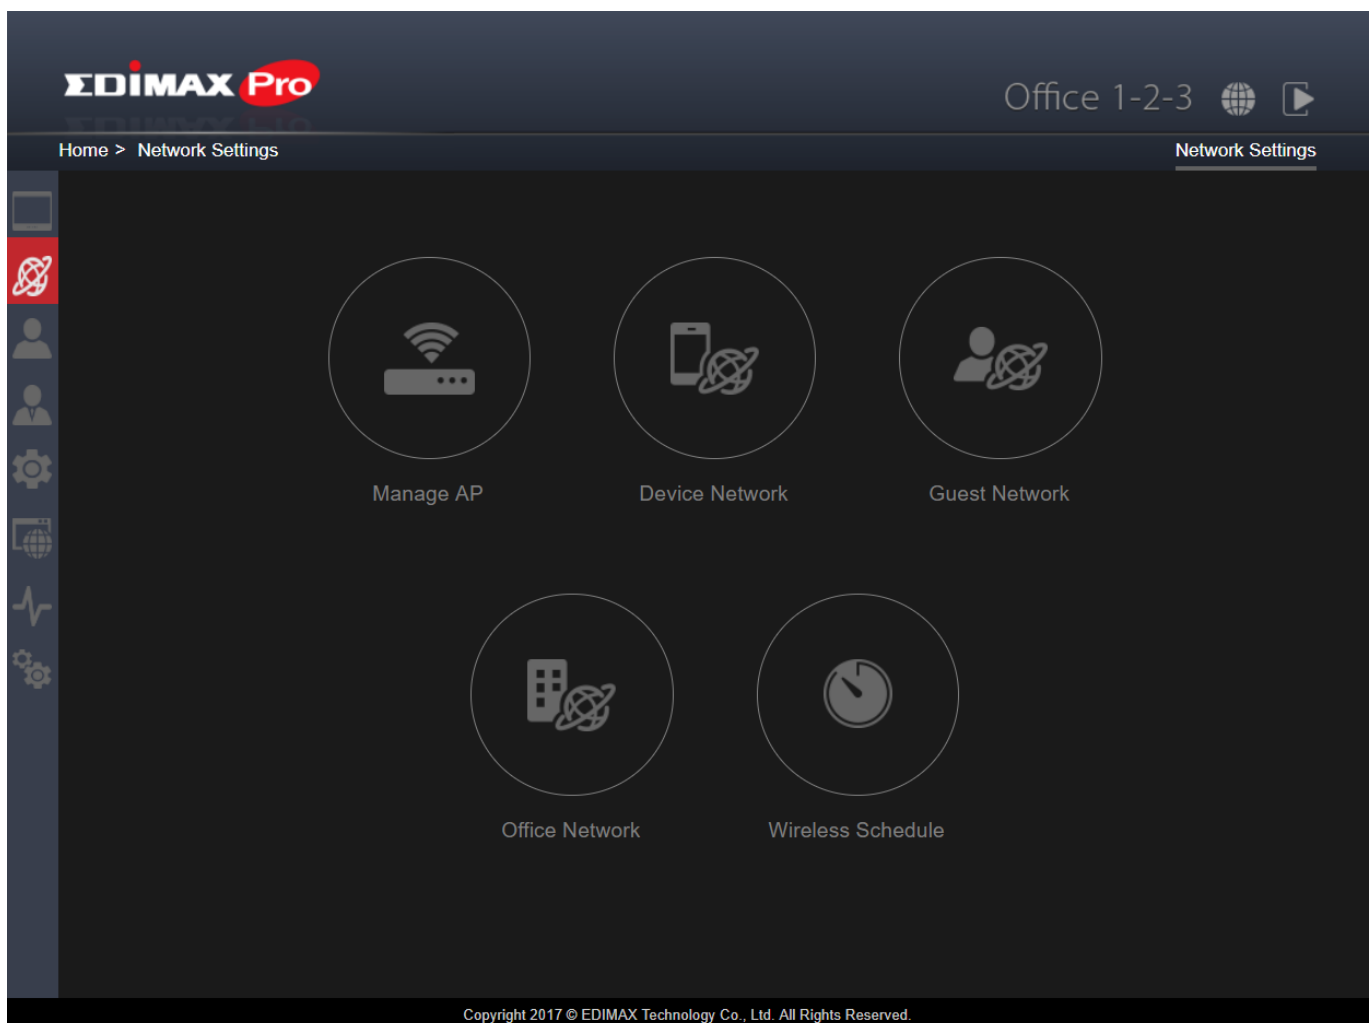 EDIMAX Pro
Office 1-2-3
Home > Network Settings
Network Settings
Manage AP
Device Network
Guest Network
Office Network
Wireless Schedule
Copyright 2017 © EDIMAX Technology Co., Ltd. All Rights Reserved.